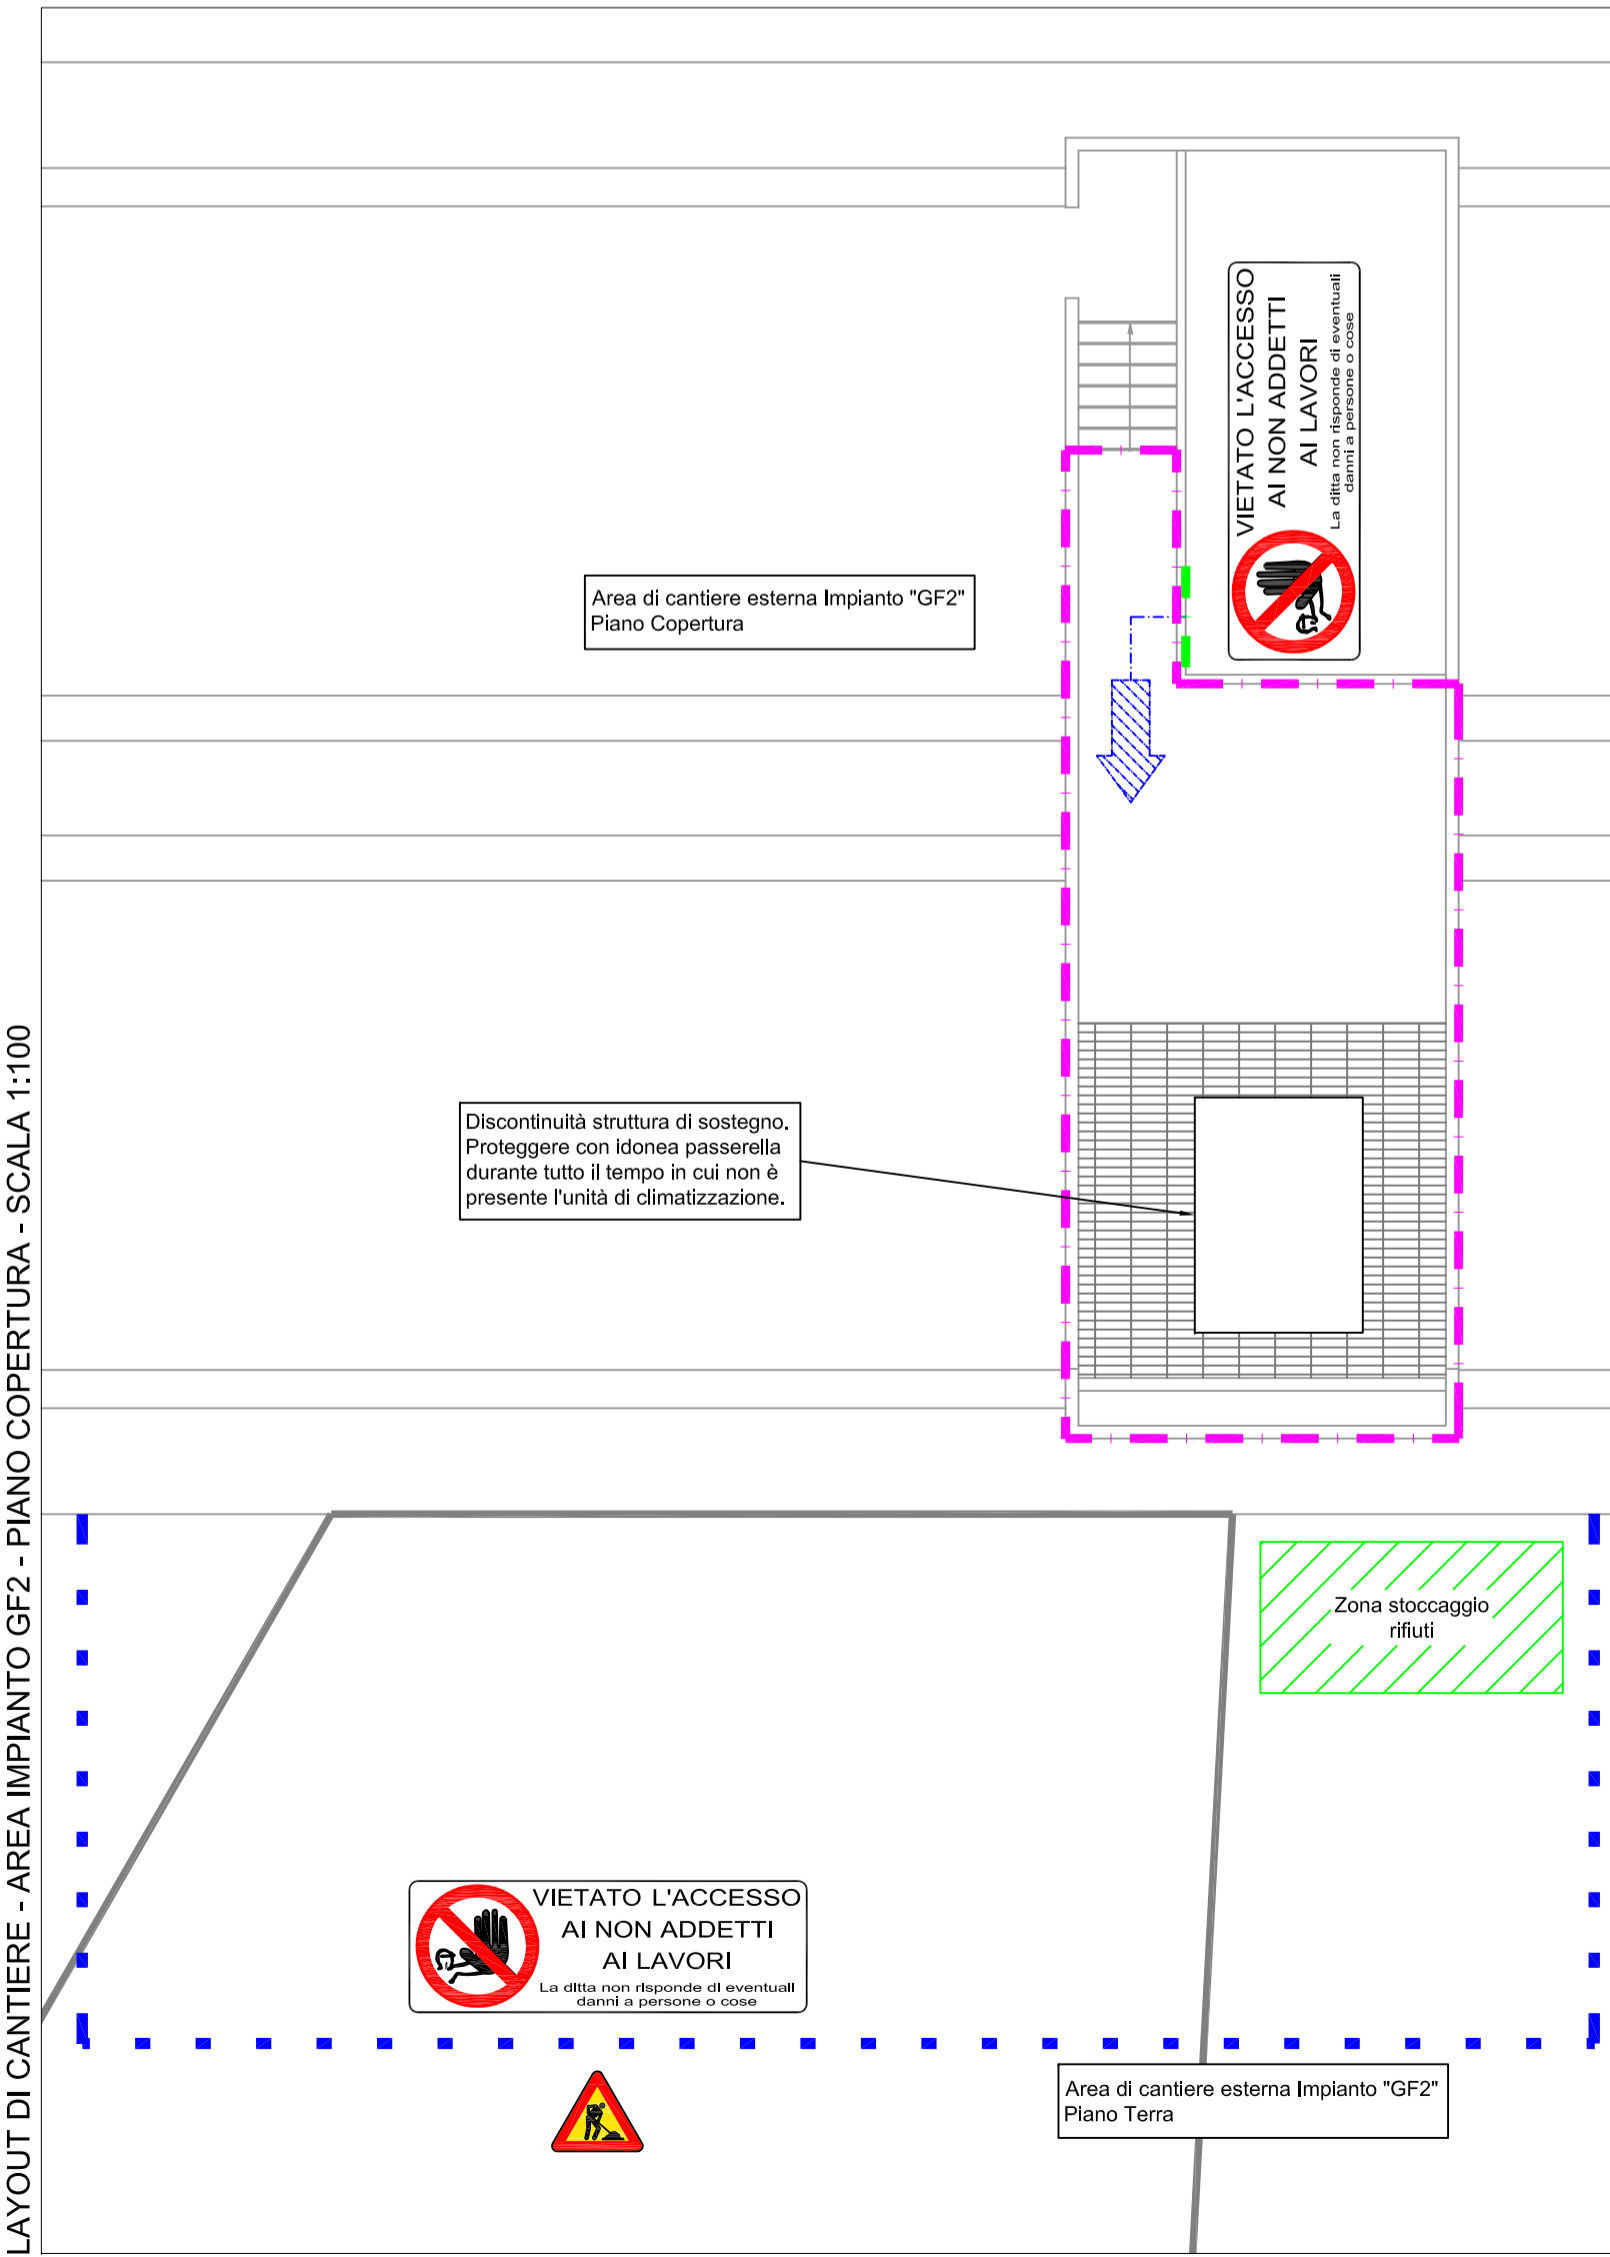 LAYOUT DI CANTIERE - AREA IMPIANTO GF2 - PIANO COPERTURA - SCALA 1:100
VIETATO L'ACCESSO
AI NON ADDETTI
AI LAVORI
La ditta non risponde di eventuali
danni a persone o cose
Area di cantiere esterna Impianto "GF2"
Piano Copertura
Discontinuità struttura di sostegno.
Proteggere con idonea passerella
durante tutto il tempo in cui non è
presente l'unità di climatizzazione.
Zona stoccaggio
rifiuti
VIETATO L'ACCESSO
AI NON ADDETTI
AI LAVORI
La ditta non risponde di eventuali
danni a persone o cose
Area di cantiere esterna Impianto "GF2"
Piano Terra